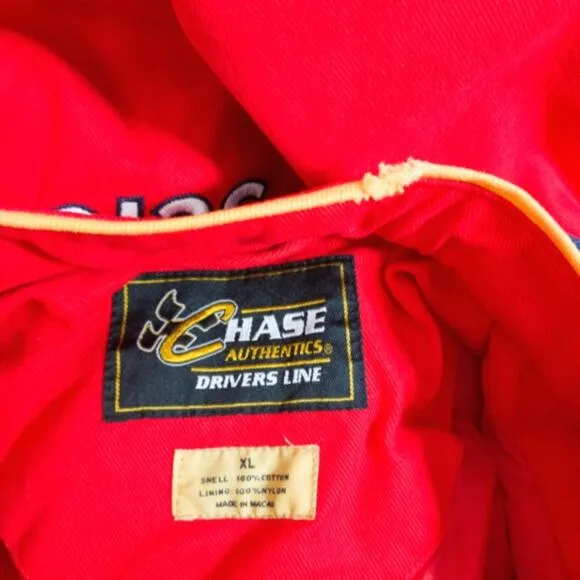 CHASE
AUTHENTICS®
DRIVERS LINE
XL
SHELL: 100% COTTON
LINING: 100% NYLON
MADE IN MACAU